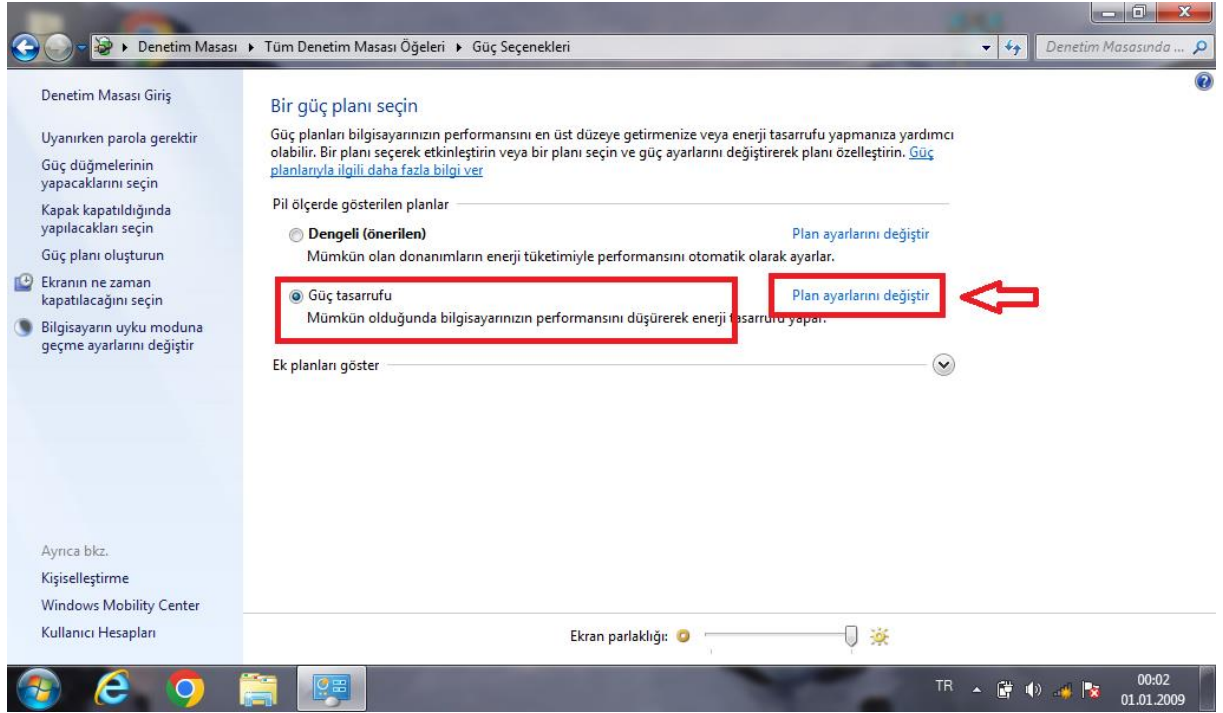 Denetim Masası ▸ Tüm Denetim Masası Öğeleri ▸ Güç Seçenekleri
Denetim Masasında ...
Denetim Masası Giriş
Uyanırken parola gerektir
Güç düğmelerinin
yapacaklarını seçin
Kapak kapatıldığında
yapılacakları seçin
Güç planı oluşturun
Ekranın ne zaman
kapatılacağını seçin
Bilgisayarın uyku moduna
geçme ayarlarını değiştir
Ayrıca bkz.
Kişiselleştirme
Windows Mobility Center
Kullanıcı Hesapları
Bir güç planı seçin
Güç planları bilgisayarınızın performansını en üst düzeye getirmenize veya enerji tasarrufu yapmanıza yardımcı
olabilir. Bir planı seçerek etkinleştirin veya bir planı seçin ve güç ayarlarını değiştirerek planı özelleştirin. Güç
planlarıyla ilgili daha fazla bilgi ver
Pil ölçerde gösterilen planlar
Dengeli (önerilen) Plan ayarlarını değiştir
Mümkün olan donanımların enerji tüketimiyle performansını otomatik olarak ayarlar.
Güç tasarrufu Plan ayarlarını değiştir
Mümkün olduğunda bilgisayarınızın performansını düşürerek enerji tasarrufu yapar.
Ek planları göster
Ekran parlaklığı:
TR
00:02
01.01.2009